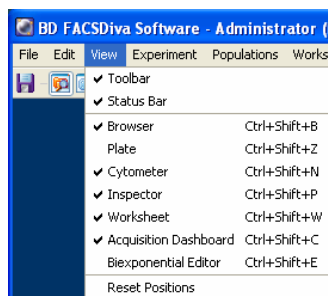 BD FACSDiva Software - Administrator (
File Edit View Experiment Populations Works
Toolbar
Status Bar
Browser Ctrl+Shift+B
Plate Ctrl+Shift+Z
Cytometer Ctrl+Shift+N
Inspector Ctrl+Shift+P
Worksheet Ctrl+Shift+W
Acquisition Dashboard Ctrl+Shift+C
Biexponential Editor Ctrl+Shift+E
Reset Positions